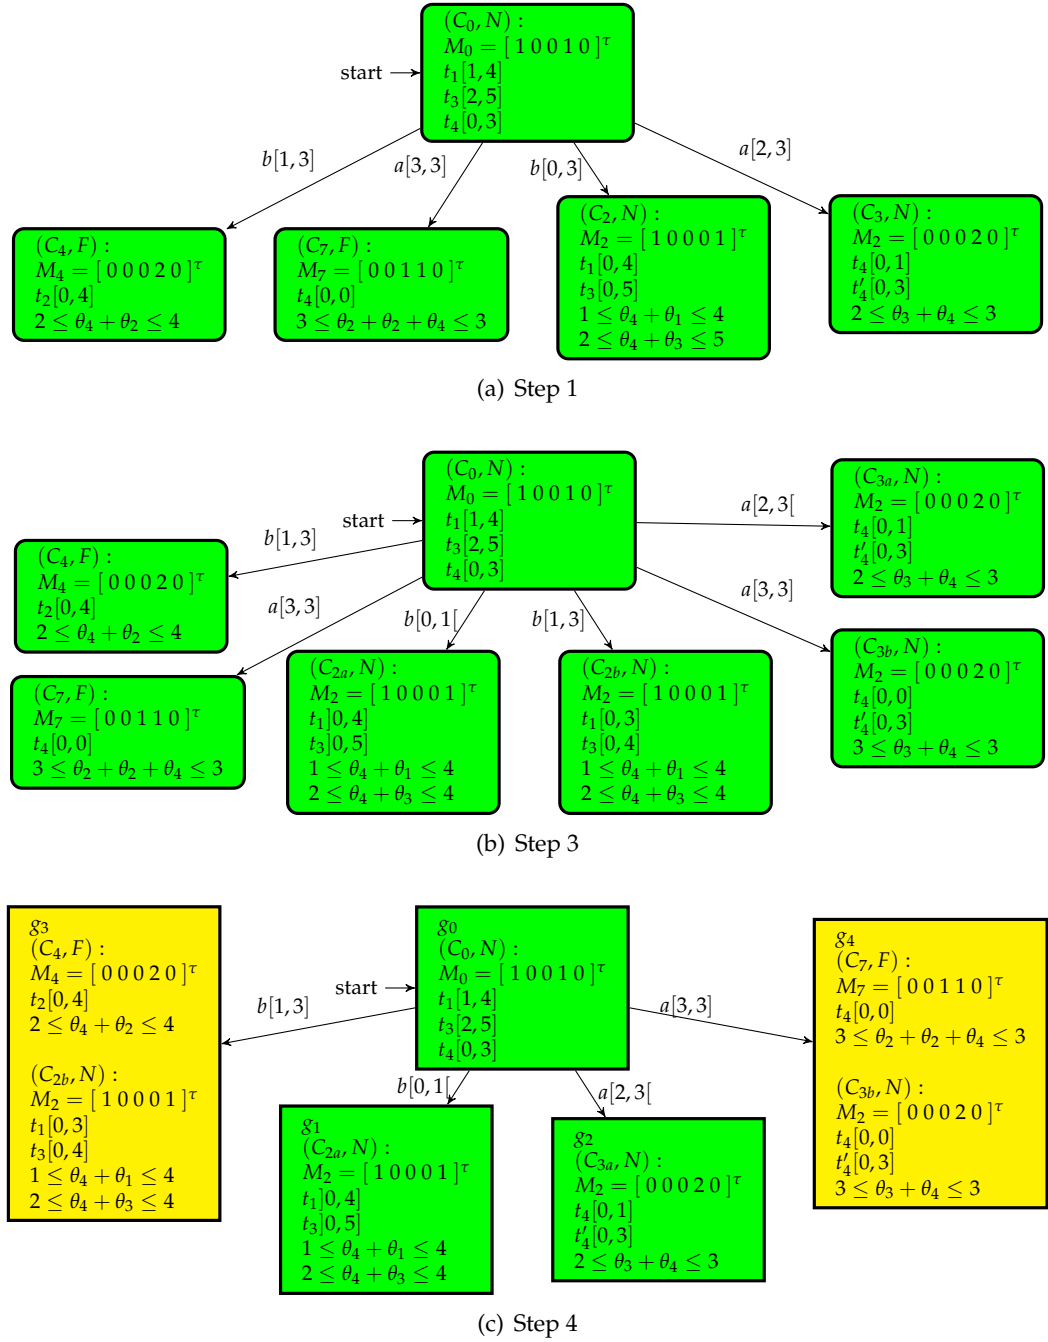 (C₀, N) :
M₀ = [ 1 0 0 1 0 ]^τ
start
t₁[1, 4]
t₃[2, 5]
t₄[0, 3]
b[1, 3]
a[3, 3]
b[0, 3]
a[2, 3]
(C₄, F) :
M₄ = [ 0 0 0 2 0 ]^τ
t₂[0, 4]
2 ≤ θ₄ + θ₂ ≤ 4
(C₇, F) :
M₇ = [ 0 0 1 1 0 ]^τ
t₄[0, 0]
3 ≤ θ₂ + θ₂ + θ₄ ≤ 3
(C₂, N) :
M₂ = [ 1 0 0 0 1 ]^τ
t₁[0, 4]
t₃[0, 5]
1 ≤ θ₄ + θ₁ ≤ 4
2 ≤ θ₄ + θ₃ ≤ 5
(C₃, N) :
M₂ = [ 0 0 0 2 0 ]^τ
t₄[0, 1]
t′₄[0, 3]
2 ≤ θ₃ + θ₄ ≤ 3
(a) Step 1
(C₀, N) :
M₀ = [ 1 0 0 1 0 ]^τ
start
t₁[1, 4]
t₃[2, 5]
t₄[0, 3]
b[1, 3]
a[3, 3]
b[0, 1[
b[1, 3]
a[2, 3[
a[3, 3]
(C₃ₐ, N) :
M₂ = [ 0 0 0 2 0 ]^τ
t₄[0, 1]
t′₄[0, 3]
2 ≤ θ₃ + θ₄ ≤ 3
(C₄, F) :
M₄ = [ 0 0 0 2 0 ]^τ
t₂[0, 4]
2 ≤ θ₄ + θ₂ ≤ 4
(C₇, F) :
M₇ = [ 0 0 1 1 0 ]^τ
t₄[0, 0]
3 ≤ θ₂ + θ₂ + θ₄ ≤ 3
(C₂ₐ, N) :
M₂ = [ 1 0 0 0 1 ]^τ
t₁]0, 4]
t₃]0, 5]
1 ≤ θ₄ + θ₁ ≤ 4
2 ≤ θ₄ + θ₃ ≤ 4
(C_{2b}, N) :
M₂ = [ 1 0 0 0 1 ]^τ
t₁[0, 3]
t₃[0, 4]
1 ≤ θ₄ + θ₁ ≤ 4
2 ≤ θ₄ + θ₃ ≤ 4
(C_{3b}, N) :
M₂ = [ 0 0 0 2 0 ]^τ
t₄[0, 0]
t′₄[0, 3]
3 ≤ θ₃ + θ₄ ≤ 3
(b) Step 3
g₃
(C₄, F) :
M₄ = [ 0 0 0 2 0 ]^τ
t₂[0, 4]
2 ≤ θ₄ + θ₂ ≤ 4
(C_{2b}, N) :
M₂ = [ 1 0 0 0 1 ]^τ
t₁[0, 3]
t₃[0, 4]
1 ≤ θ₄ + θ₁ ≤ 4
2 ≤ θ₄ + θ₃ ≤ 4
g₀
(C₀, N) :
M₀ = [ 1 0 0 1 0 ]^τ
start
t₁[1, 4]
t₃[2, 5]
t₄[0, 3]
b[1, 3]
a[3, 3]
b[0, 1[
a[2, 3[
g₄
(C₇, F) :
M₇ = [ 0 0 1 1 0 ]^τ
t₄[0, 0]
3 ≤ θ₂ + θ₂ + θ₄ ≤ 3
(C_{3b}, N) :
M₂ = [ 0 0 0 2 0 ]^τ
t₄[0, 0]
t′₄[0, 3]
3 ≤ θ₃ + θ₄ ≤ 3
g₁
(C₂ₐ, N) :
M₂ = [ 1 0 0 0 1 ]^τ
t₁]0, 4]
t₃]0, 5]
1 ≤ θ₄ + θ₁ ≤ 4
2 ≤ θ₄ + θ₃ ≤ 4
g₂
(C₃ₐ, N) :
M₂ = [ 0 0 0 2 0 ]^τ
t₄[0, 1]
t′₄[0, 3]
2 ≤ θ₃ + θ₄ ≤ 3
(c) Step 4